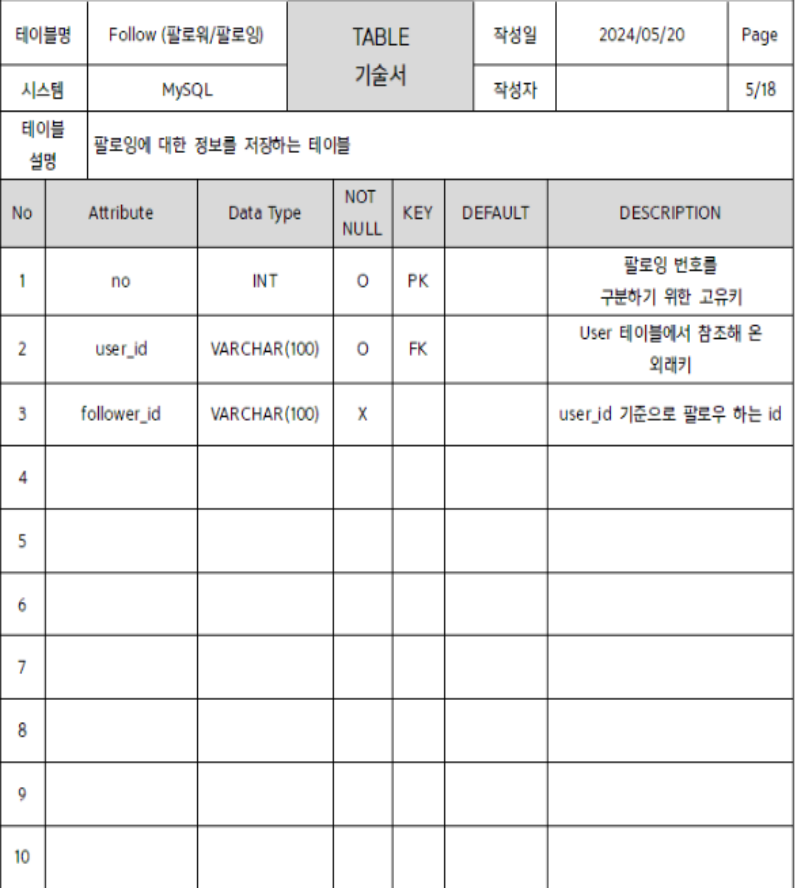 테이블명 Follow (팔로워/팔로잉) TABLE 기술서 작성일 2024/05/20 Page
시스템 MySQL 작성자 5/18
테이블 설명 팔로잉에 대한 정보를 저장하는 테이블
No Attribute Data Type NOT NULL KEY DEFAULT DESCRIPTION
1 no INT O PK 팔로잉 번호를 구분하기 위한 고유키
2 user_id VARCHAR(100) O FK User 테이블에서 참조해 온 외래키
3 follower_id VARCHAR(100) X user_id 기준으로 팔로우 하는 id
4
5
6
7
8
9
10